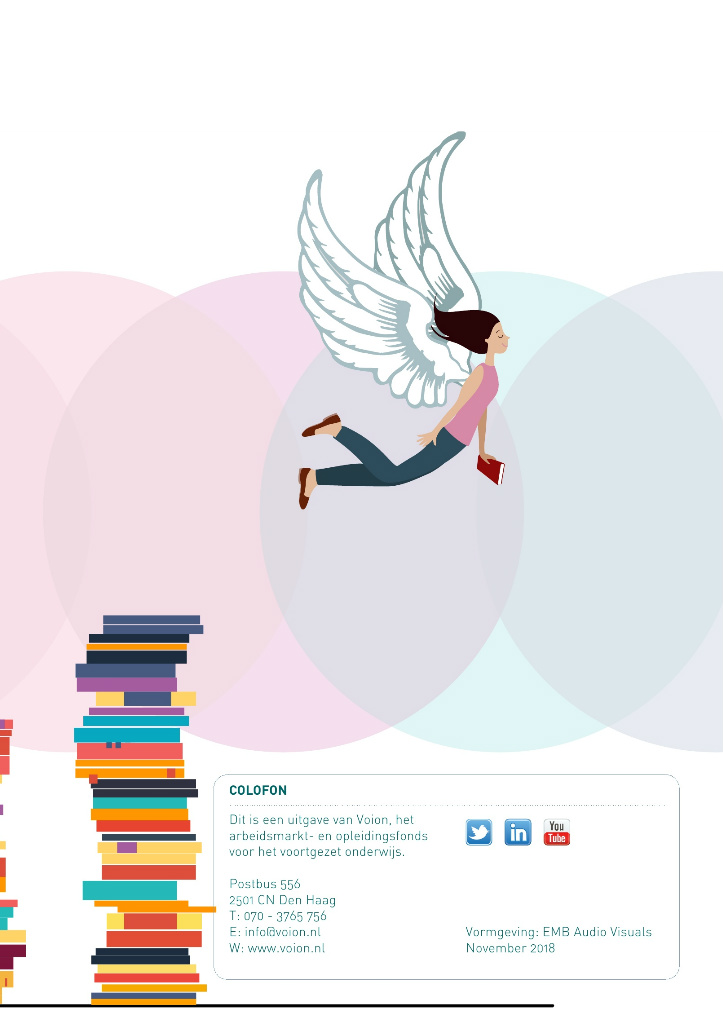 COLOFON
Dit is een uitgave van Voion, het
arbeidsmarkt- en opleidingsfonds
voor het voortgezet onderwijs.
Postbus 556
2501 CN Den Haag
T: 070 - 3765 756
E: info@voion.nl
W: www.voion.nl
in
You
Tube
Vormgeving: EMB Audio Visuals
November 2018